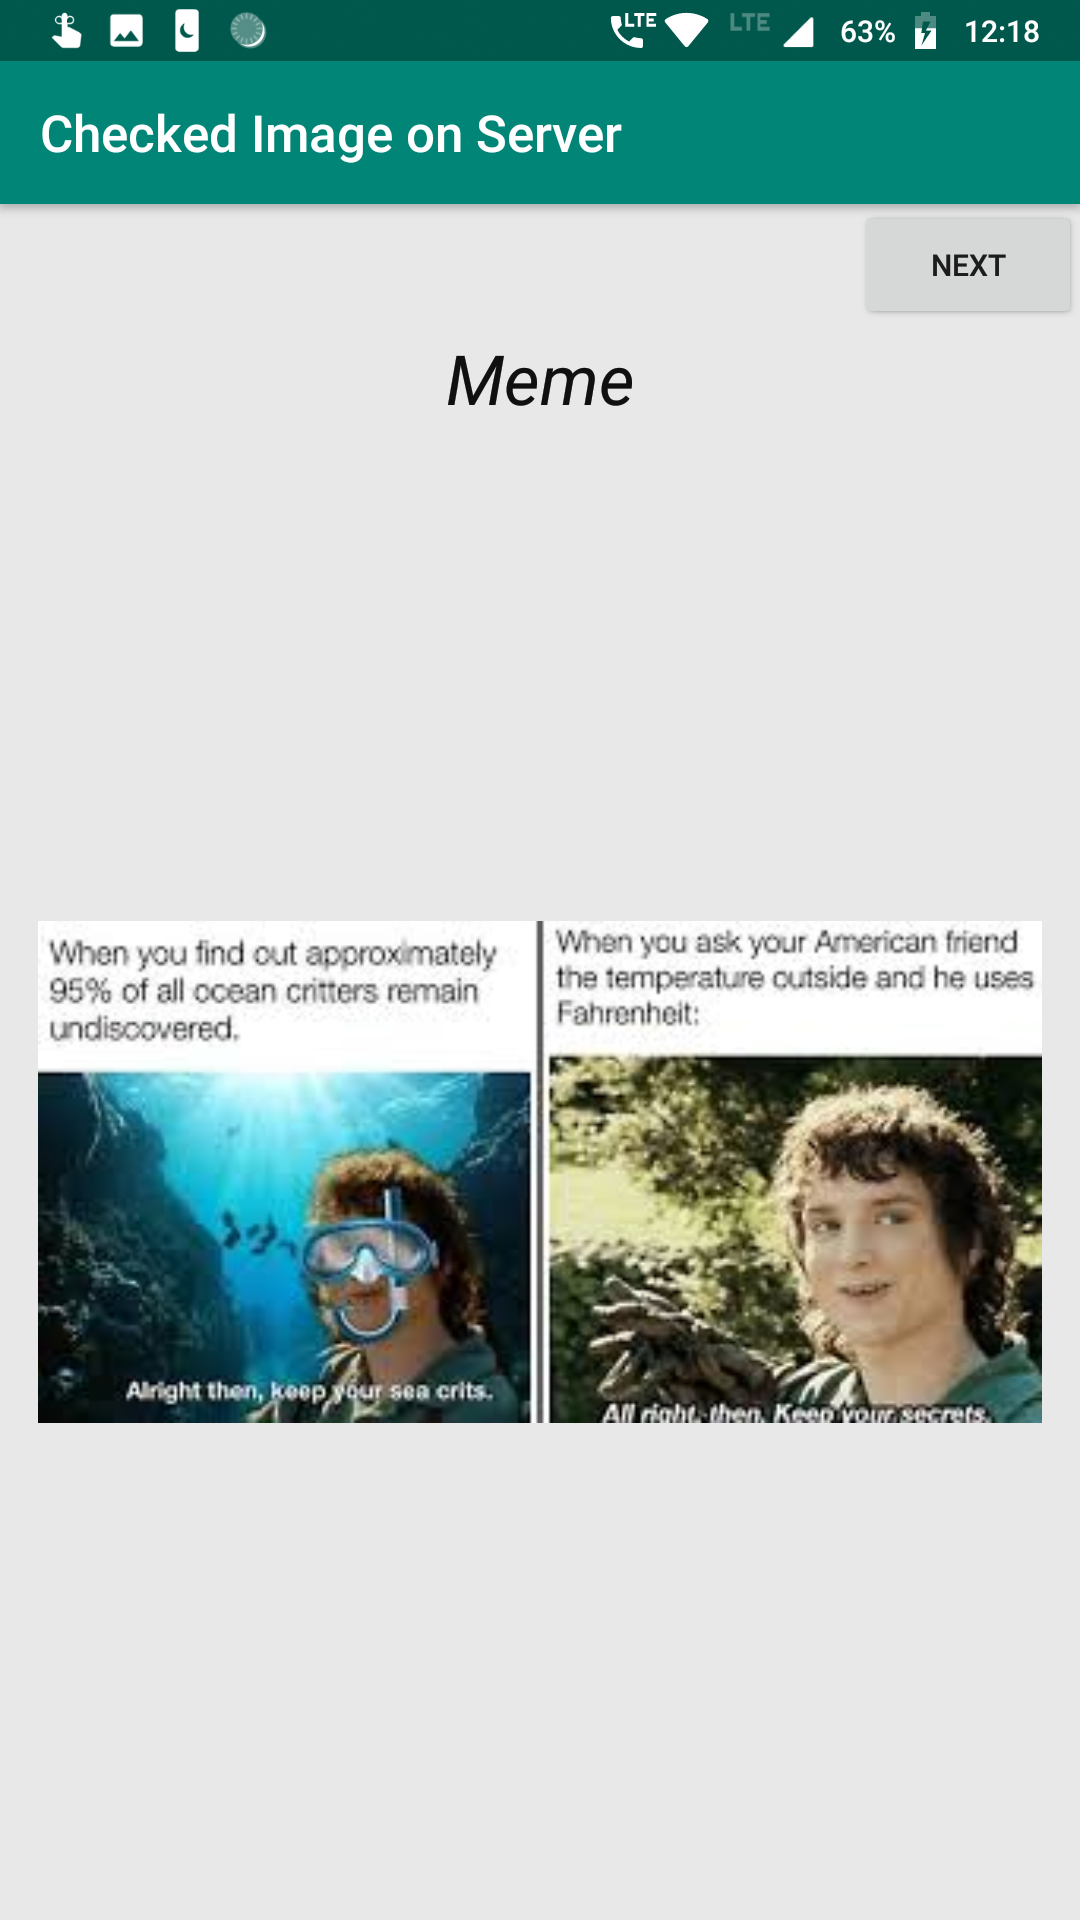 LTE LTE 63% 12:18
Checked Image on Server
NEXT
Meme
When you find out approximately
95% of all ocean critters remain
undiscovered.
Alright then, keep your sea crits.
When you ask your American friend
the temperature outside and he uses
Fahrenheit:
All right, then. Keep your secrets.